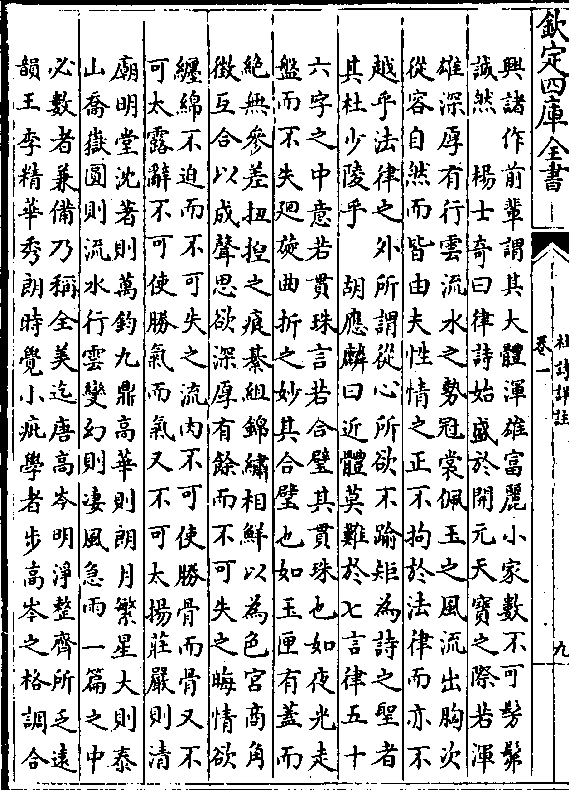 欽定四庫全書
杜詩詳註
卷一
九
興諸作前輩謂其大體渾雄富麗小家數不可髣髴
誠然　楊士奇曰律詩始盛於開元天寶之際若渾
雄深厚有行雲流水之勢冠裳佩玉之風流出胸次
從容自然而皆由夫性情之正不拘於法律而亦不
越乎法律之外所謂從心所欲不踰矩為詩之聖者
其杜少陵乎　胡應麟曰近體莫難於七言律五十
六字之中意若貫珠言若合璧其貫珠也如夜光走
盤而不失迴旋曲折之妙其合璧也如玉匣有蓋而
絶無參差扭捏之痕綦組錦繡相鮮以為色宮商角
徵互合以成聲思欲深厚有餘而不可失之晦情欲
纏綿不迫而不可失之流肉不可使勝骨而骨又不
可太露辭不可使勝氣而氣又不可太揚莊嚴則清
廟明堂沈著則萬鈞九鼎高華則朗月繁星大則泰
山喬嶽圓則流水行雲變幻則凄風急雨一篇之中
必數者兼備乃稱全美迄唐高岑明淨整齊所乏遠
韻王李精華秀朗時覺小疵學者步高岑之格調合